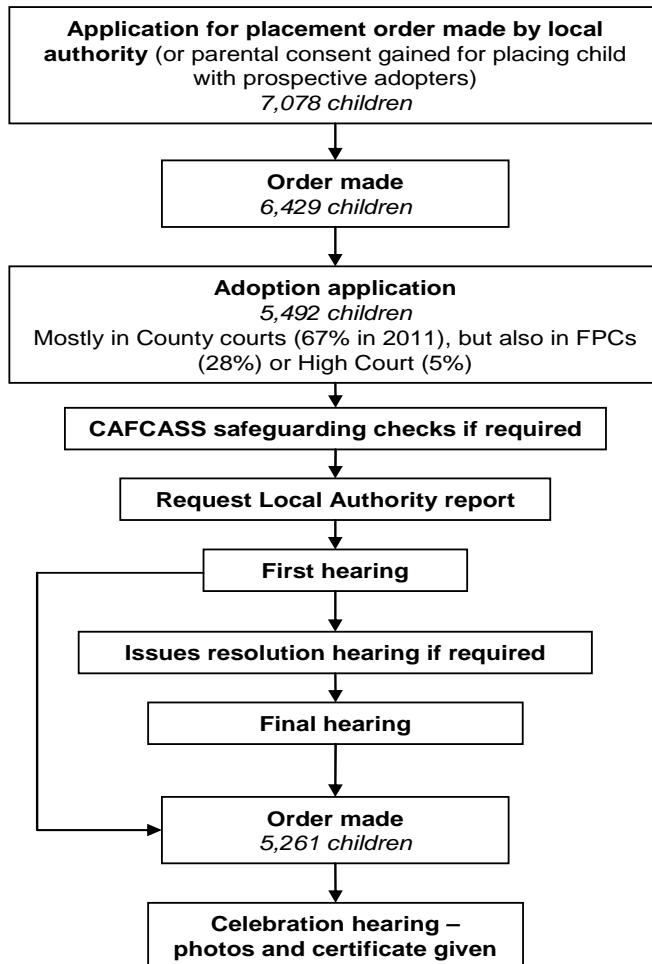 Application for placement order made by local
authority (or parental consent gained for placing child
with prospective adopters)
7,078 children
Order made
6,429 children
Adoption application
5,492 children
Mostly in County courts (67% in 2011), but also in FPCs
(28%) or High Court (5%)
CAFCASS safeguarding checks if required
Request Local Authority report
First hearing
Issues resolution hearing if required
Final hearing
Order made
5,261 children
Celebration hearing –
photos and certificate given